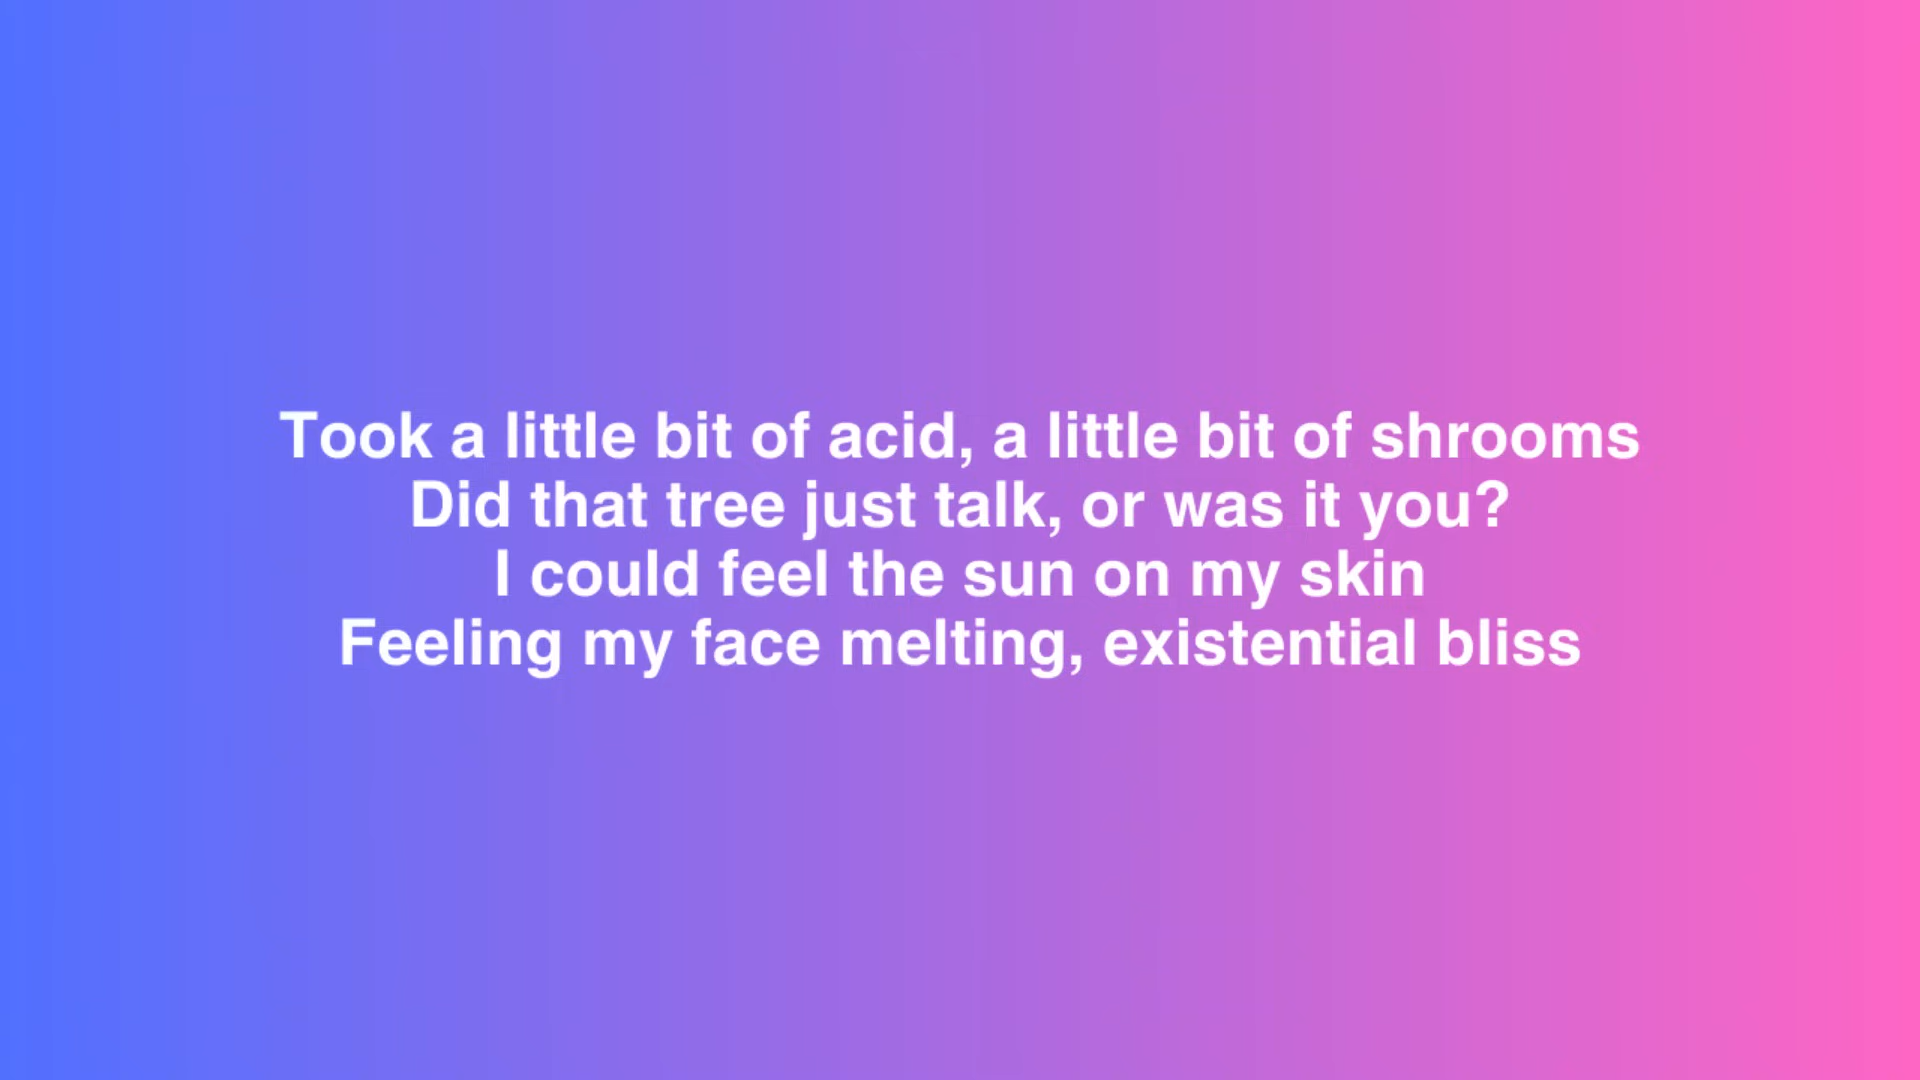 Took a little bit of acid, a little bit of shrooms
Did that tree just talk, or was it you?
I could feel the sun on my skin
Feeling my face melting, existential bliss